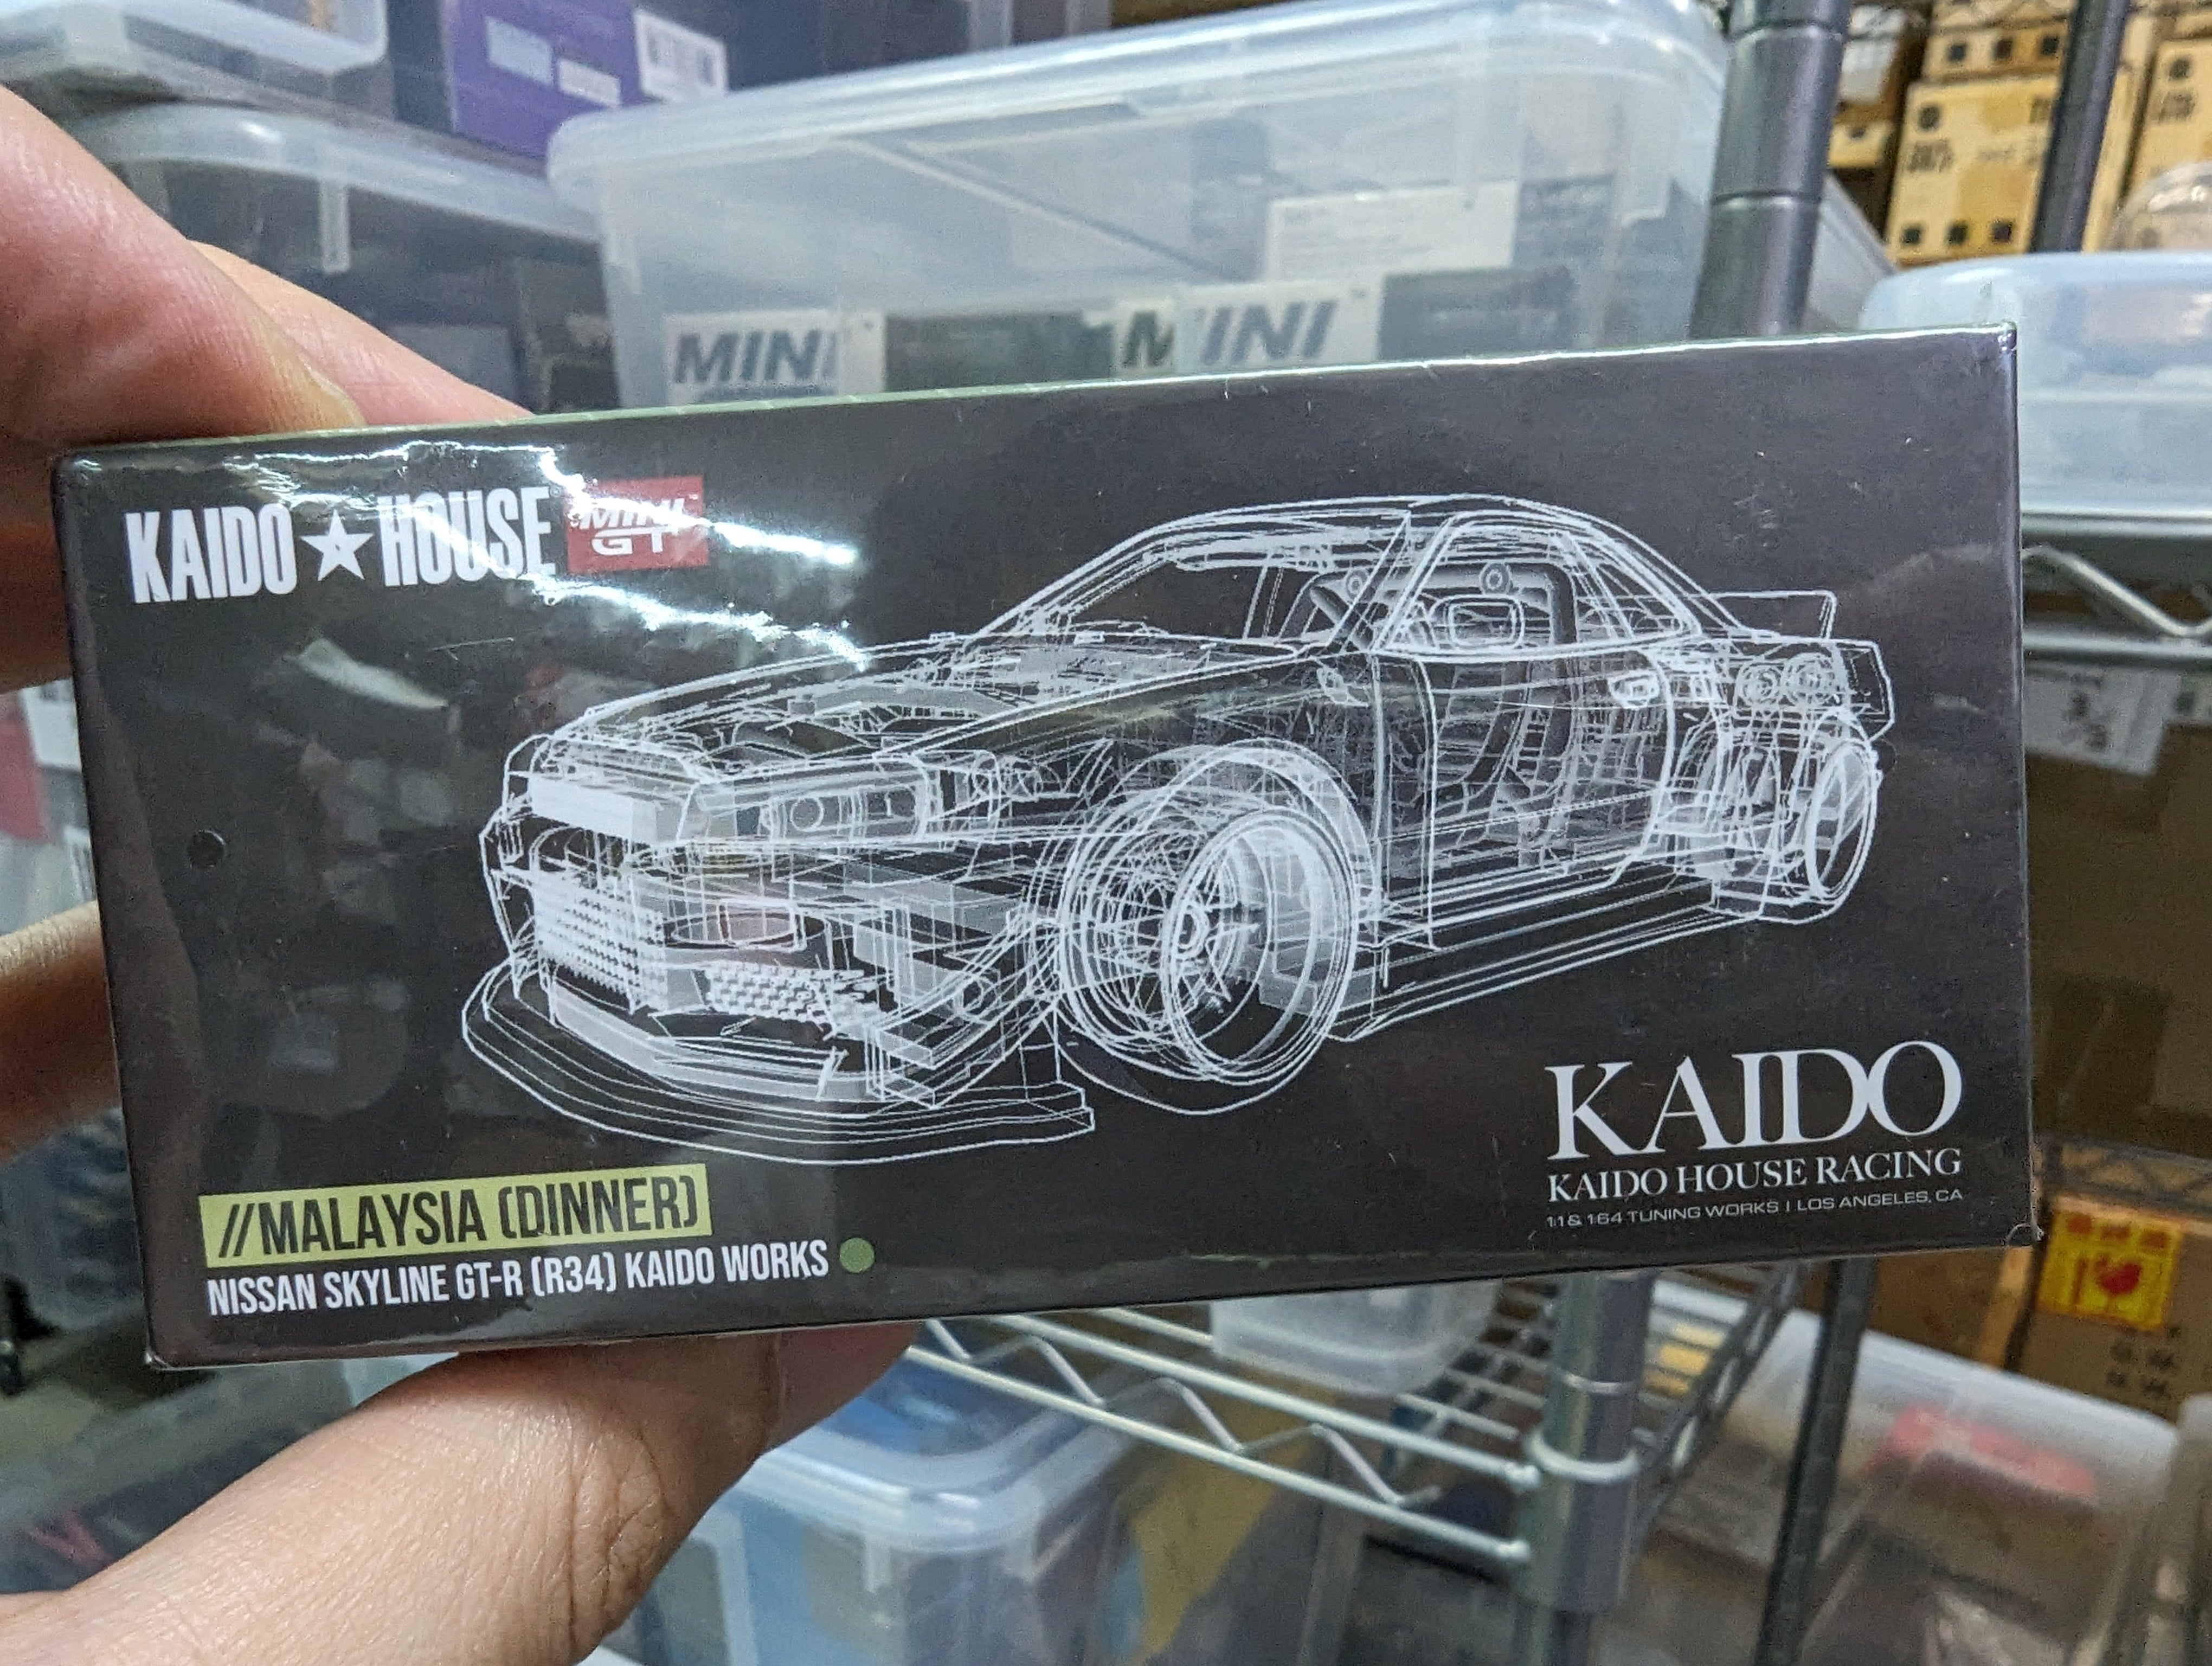 MINI
MINI
KAIDO★HOUSE
MINI GT
//MALAYSIA (DINNER)
NISSAN SKYLINE GT-R (R34) KAIDO WORKS
KAIDO
KAIDO HOUSE RACING
1:1 & 1:64 TUNING WORKS | LOS ANGELES, CA